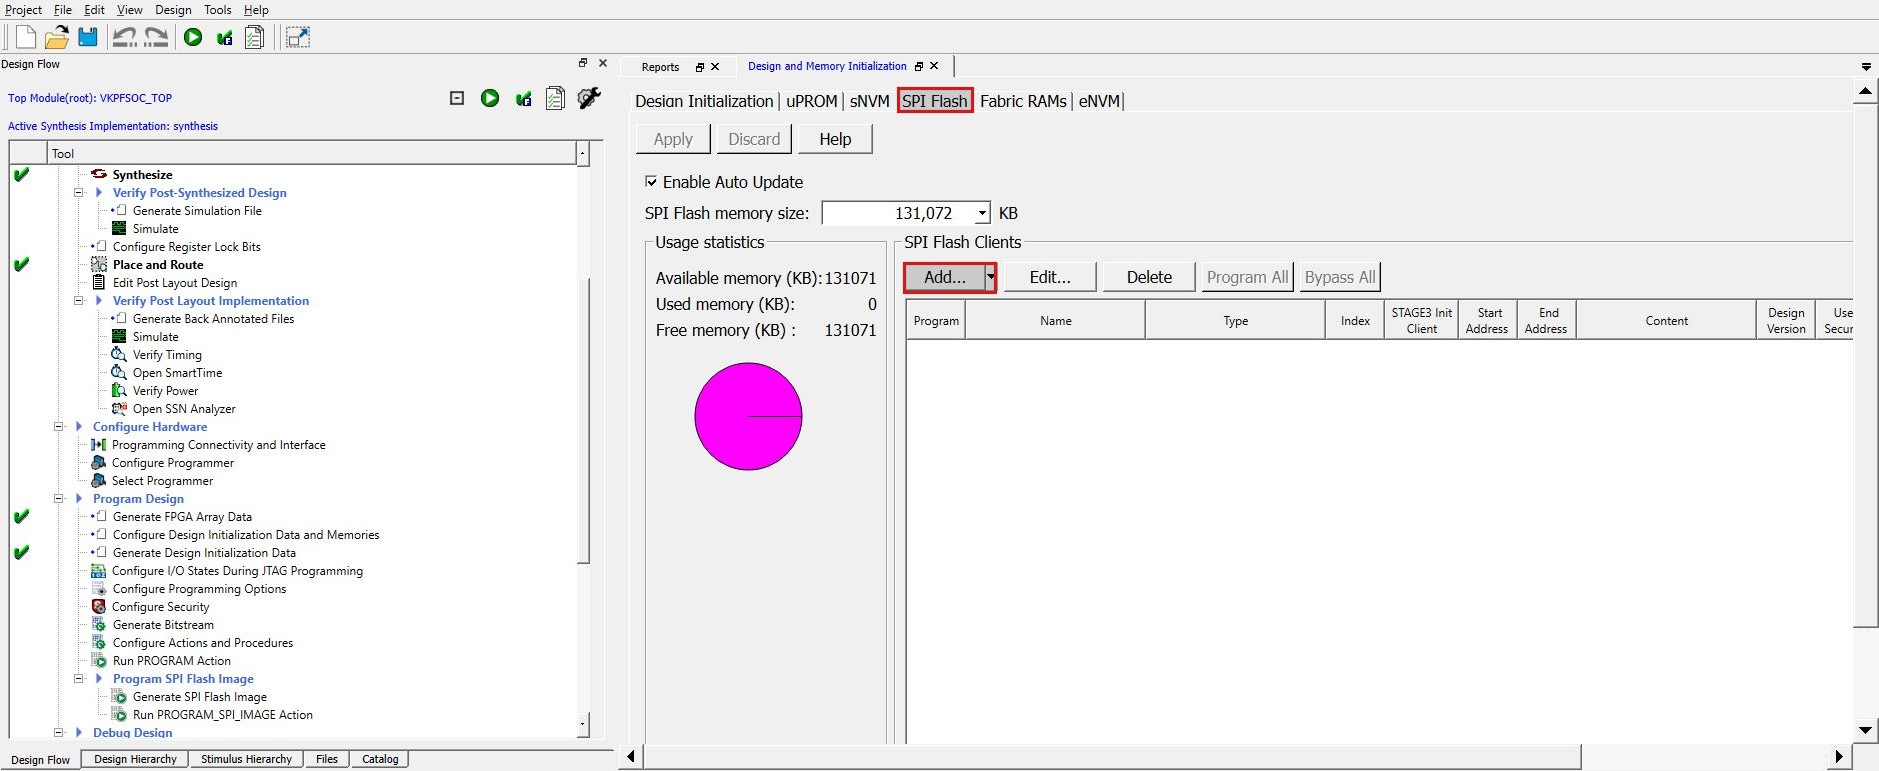 Project File Edit View Design Tools Help
Design Flow
Top Module(root): VKPFSOC_TOP
Active Synthesis Implementation: synthesis
Tool
Synthesize
Verify Post-Synthesized Design
Generate Simulation File
Simulate
Configure Register Lock Bits
Place and Route
Edit Post Layout Design
Verify Post Layout Implementation
Generate Back Annotated Files
Simulate
Verify Timing
Open SmartTime
Verify Power
Open SSN Analyzer
Configure Hardware
Programming Connectivity and Interface
Configure Programmer
Select Programmer
Program Design
Generate FPGA Array Data
Configure Design Initialization Data and Memories
Generate Design Initialization Data
Configure I/O States During JTAG Programming
Configure Programming Options
Configure Security
Generate Bitstream
Configure Actions and Procedures
Run PROGRAM Action
Program SPI Flash Image
Generate SPI Flash Image
Run PROGRAM_SPI_IMAGE Action
Debug Design
Design Flow Design Hierarchy Stimulus Hierarchy Files Catalog
Reports Design and Memory Initialization
Design Initialization uPROM sNVM SPI Flash Fabric RAMs eNVM
Apply Discard Help
Enable Auto Update
SPI Flash memory size: 131,072 KB
Usage statistics
Available memory (KB): 131071
Used memory (KB): 0
Free memory (KB) : 131071
SPI Flash Clients
Add... Edit... Delete Program All Bypass All
Program Name Type Index STAGE3 Init Client Start Address End Address Content Design Version Use Secur